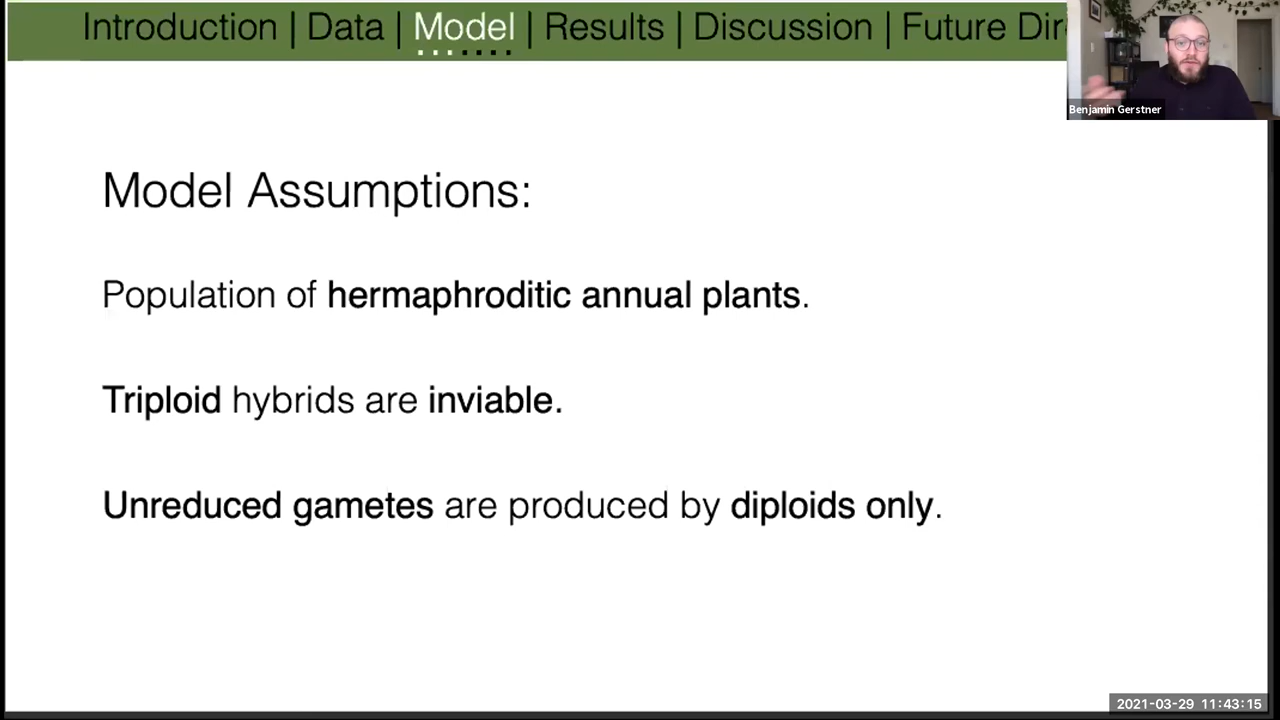 Introduction | Data | Model | Results | Discussion | Future Dir
Benjamin Gerstner
Model Assumptions:
Population of hermaphroditic annual plants.
Triploid hybrids are inviable.
Unreduced gametes are produced by diploids only.
2021-03-29 11:43:15